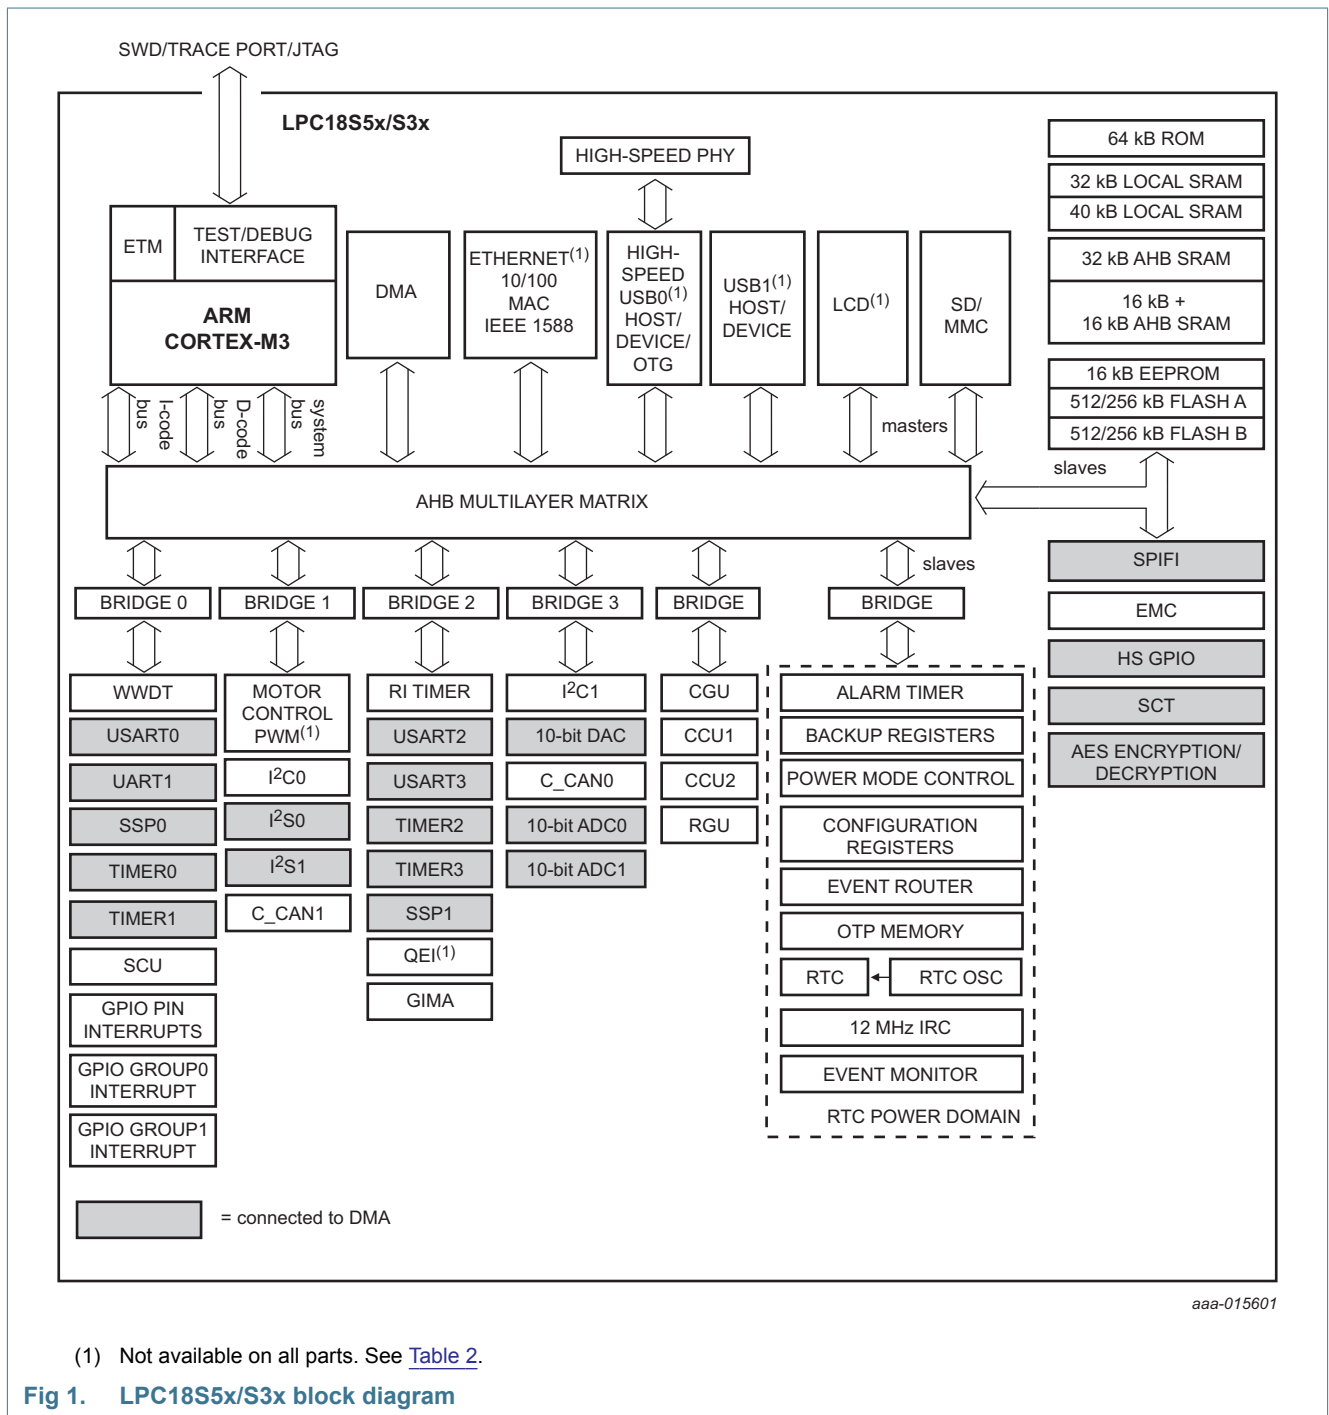 SWD/TRACE PORT/JTAG
LPC18S5x/S3x
HIGH-SPEED PHY
ETM
TEST/DEBUG
INTERFACE
ARM
CORTEX-M3
DMA
ETHERNET(1)
10/100
MAC
IEEE 1588
HIGH-
SPEED
USB0(1)
HOST/
DEVICE/
OTG
USB1(1)
HOST/
DEVICE
LCD(1)
SD/
MMC
64 kB ROM
32 kB LOCAL SRAM
40 kB LOCAL SRAM
32 kB AHB SRAM
16 kB +
16 kB AHB SRAM
16 kB EEPROM
512/256 kB FLASH A
512/256 kB FLASH B
I-code
bus
D-code
bus
system
bus
masters
slaves
AHB MULTILAYER MATRIX
slaves
BRIDGE 0
BRIDGE 1
BRIDGE 2
BRIDGE 3
BRIDGE
BRIDGE
WWDT
USART0
UART1
SSP0
TIMER0
TIMER1
SCU
GPIO PIN
INTERRUPTS
GPIO GROUP0
INTERRUPT
GPIO GROUP1
INTERRUPT
MOTOR
CONTROL
PWM(1)
I2C0
I2S0
I2S1
C_CAN1
RI TIMER
USART2
USART3
TIMER2
TIMER3
SSP1
QEI(1)
GIMA
I2C1
10-bit DAC
C_CAN0
10-bit ADC0
10-bit ADC1
CGU
CCU1
CCU2
RGU
ALARM TIMER
BACKUP REGISTERS
POWER MODE CONTROL
CONFIGURATION
REGISTERS
EVENT ROUTER
OTP MEMORY
RTC
RTC OSC
12 MHz IRC
EVENT MONITOR
RTC POWER DOMAIN
SPIFI
EMC
HS GPIO
SCT
AES ENCRYPTION/
DECRYPTION
= connected to DMA
aaa-015601
(1) Not available on all parts. See Table 2.
Fig 1. LPC18S5x/S3x block diagram